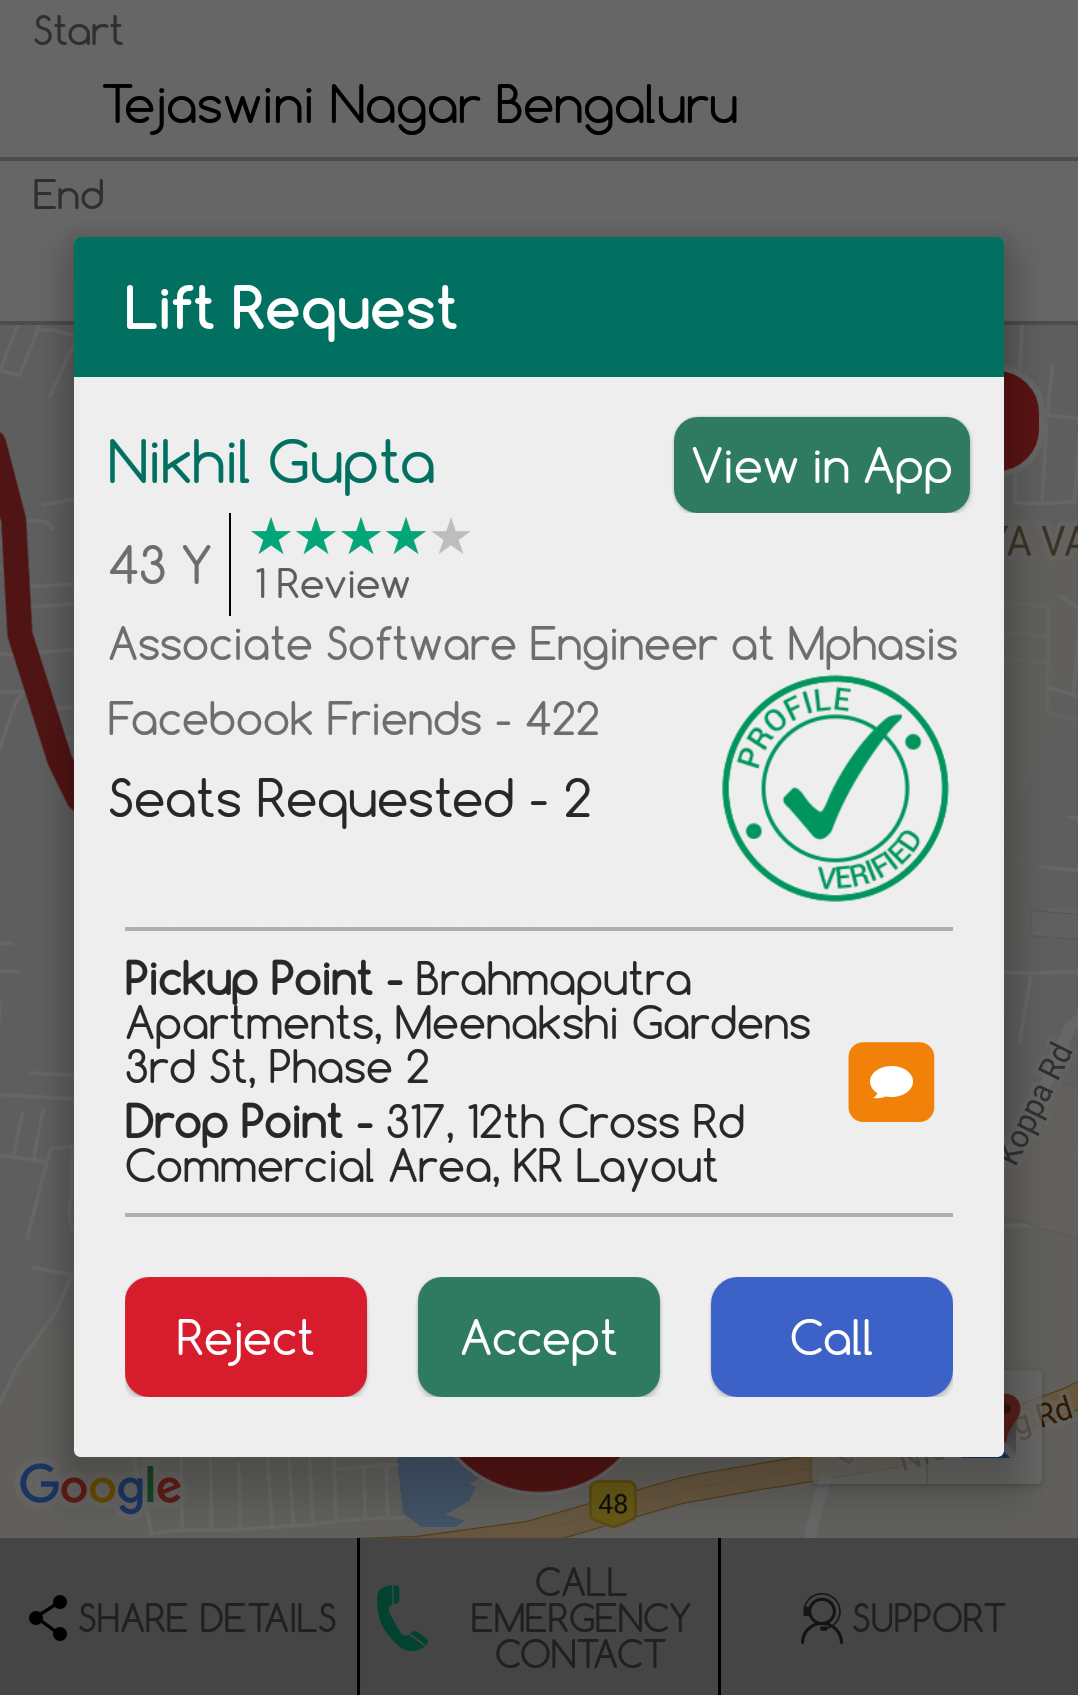 Start
Tejaswini Nagar Bengaluru
End
Lift Request
Nikhil Gupta
View in App
43 Y
1 Review
Associate Software Engineer at Mphasis
Facebook Friends - 422
Seats Requested - 2
PROFILE
VERIFIED
Pickup Point - Brahmaputra
Apartments, Meenakshi Gardens
3rd St, Phase 2
Drop Point - 317, 12th Cross Rd
Commercial Area, KR Layout
Reject
Accept
Call
YA VA
Koppa Rd
g Rd
Google
48
SHARE DETAILS
CALL
EMERGENCY
CONTACT
SUPPORT